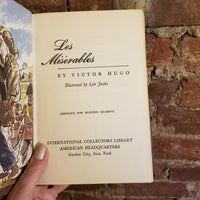 Les
Misérables
BY VICTOR HUGO
Illustrated by Lyle Justis
ABRIDGED FOR MODERN READING
INTERNATIONAL COLLECTORS LIBRARY
AMERICAN HEADQUARTERS
Garden City, New York